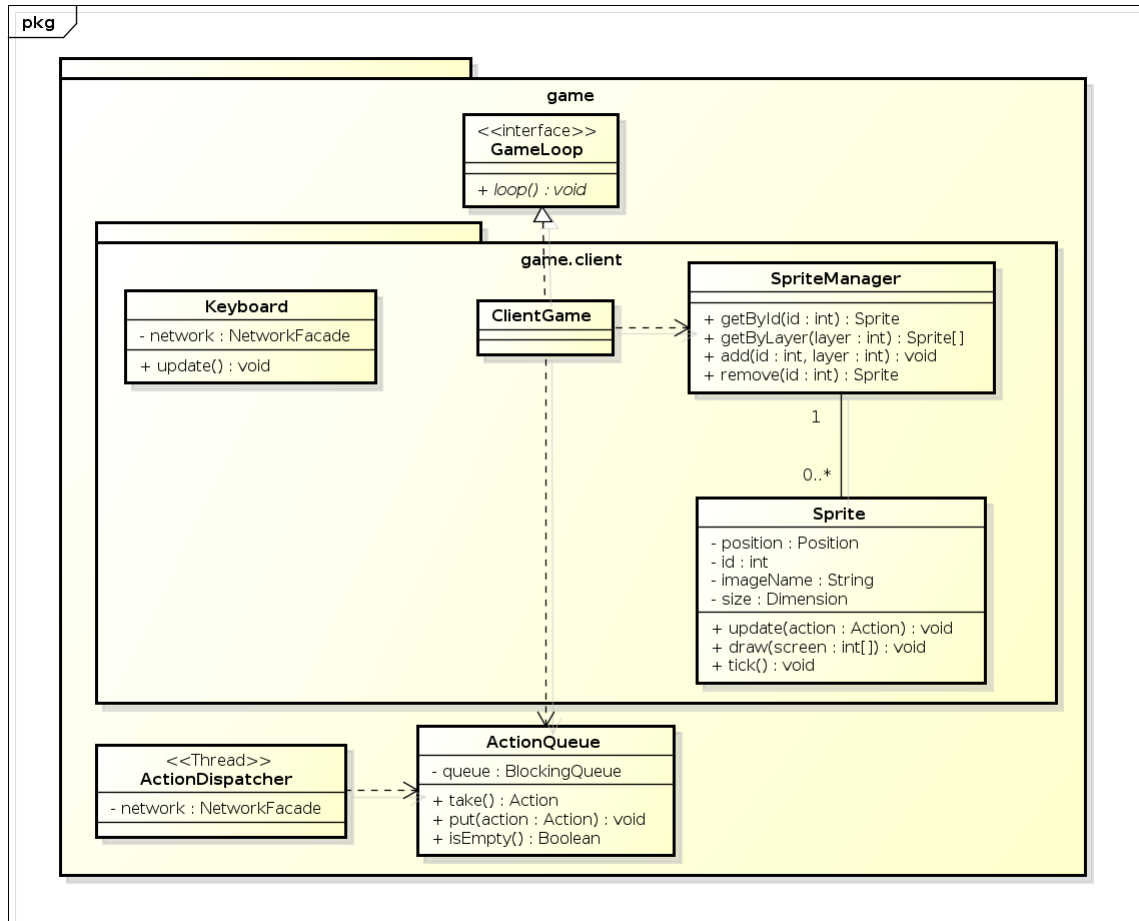 pkg
game
<<interface>>
GameLoop
+ loop() : void
game.client
Keyboard
- network : NetworkFacade
+ update() : void
ClientGame
SpriteManager
+ getById(id : int) : Sprite
+ getByLayer(layer : int) : Sprite[]
+ add(id : int, layer : int) : void
+ remove(id : int) : Sprite
1
0..*
Sprite
- position : Position
- id : int
- imageName : String
- size : Dimension
+ update(action : Action) : void
+ draw(screen : int[]) : void
+ tick() : void
<<Thread>>
ActionDispatcher
- network : NetworkFacade
ActionQueue
- queue : BlockingQueue
+ take() : Action
+ put(action : Action) : void
+ isEmpty() : Boolean